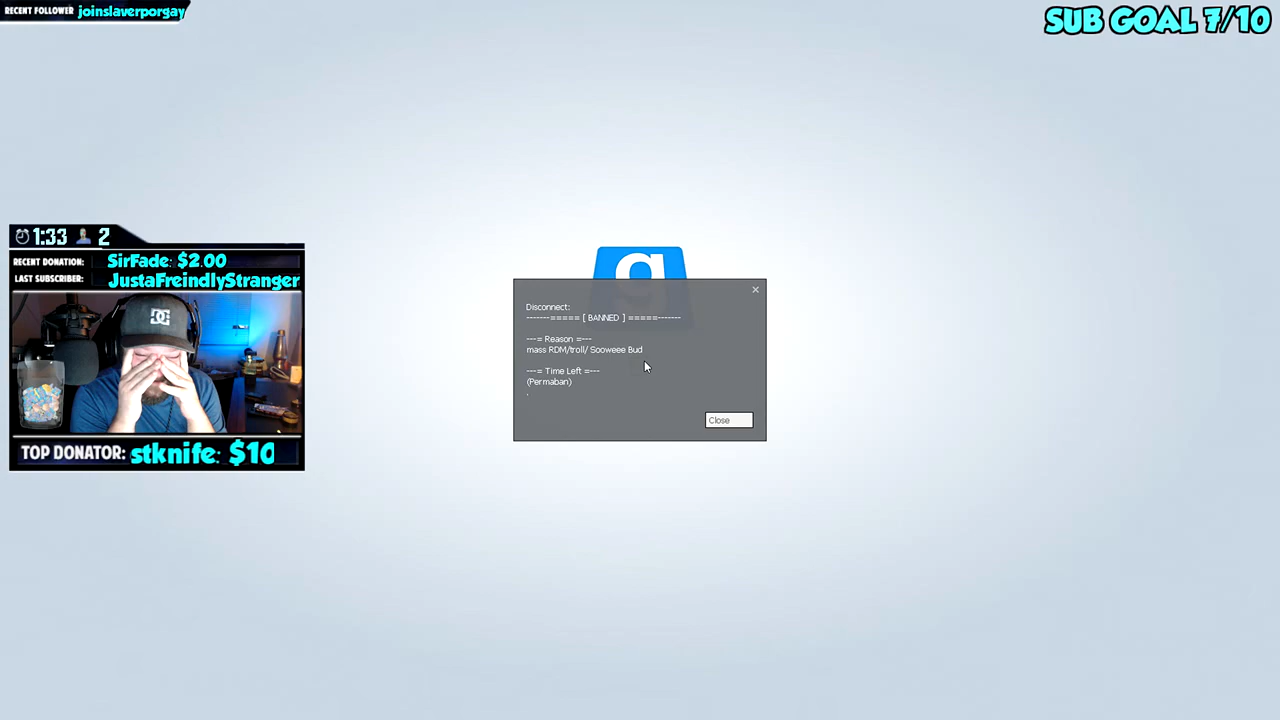 RECENT FOLLOWER joinslaverporgay
SUB GOAL 7/10
1:33 2
RECENT DONATION: SirFade: $2.00
LAST SUBSCRIBER: JustaFreindlyStranger
DC
TOP DONATOR: stknife: $10
g
Disconnect:
-------===== [ BANNED ] =====-------
---= Reason =---
mass RDM/troll/ Sooweee Bud
---= Time Left =---
(Permaban)
.
Close